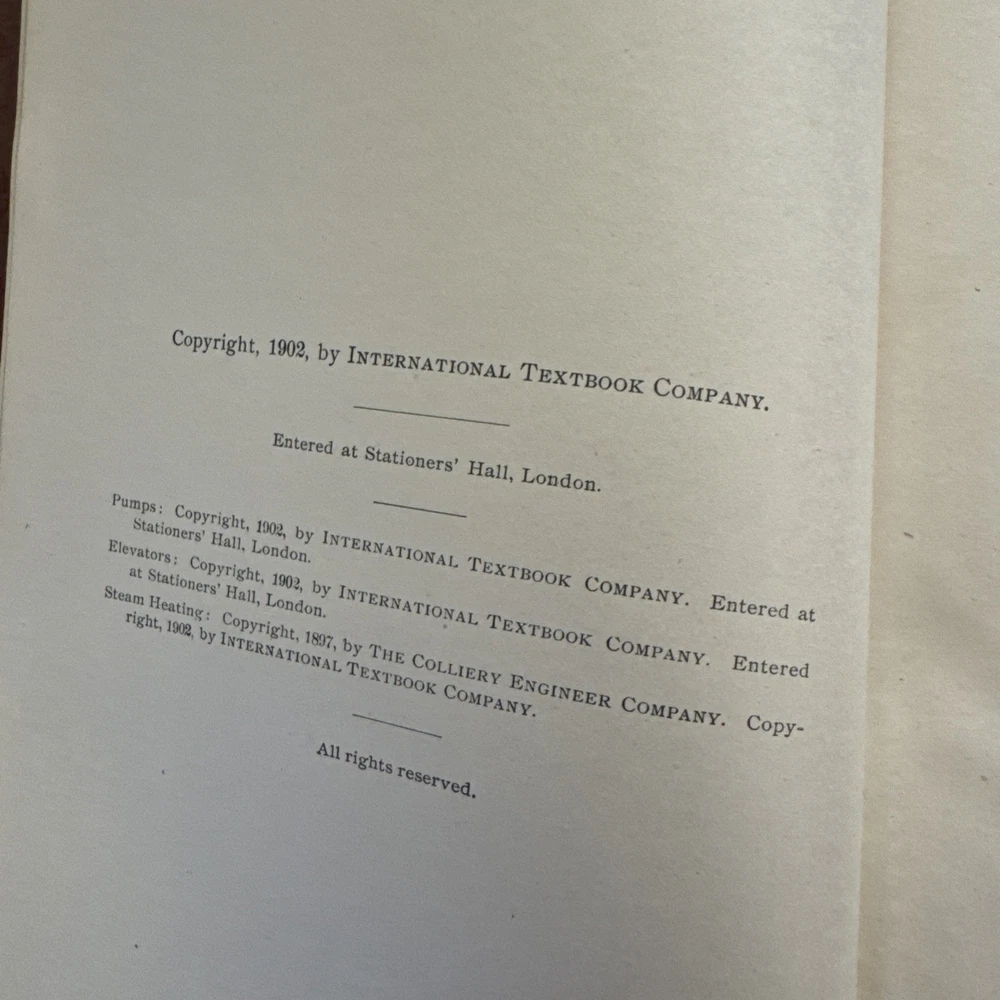 Copyright, 1902, by INTERNATIONAL TEXTBOOK COMPANY.
Entered at Stationers' Hall, London.
Pumps: Copyright, 1902, by INTERNATIONAL TEXTBOOK COMPANY. Entered at
Stationers' Hall, London.
Elevators: Copyright, 1902, by INTERNATIONAL TEXTBOOK COMPANY. Entered
at Stationers' Hall, London.
Steam Heating: Copyright, 1897, by THE COLLIERY ENGINEER COMPANY. Copy-
right, 1902, by INTERNATIONAL TEXTBOOK COMPANY.
All rights reserved.